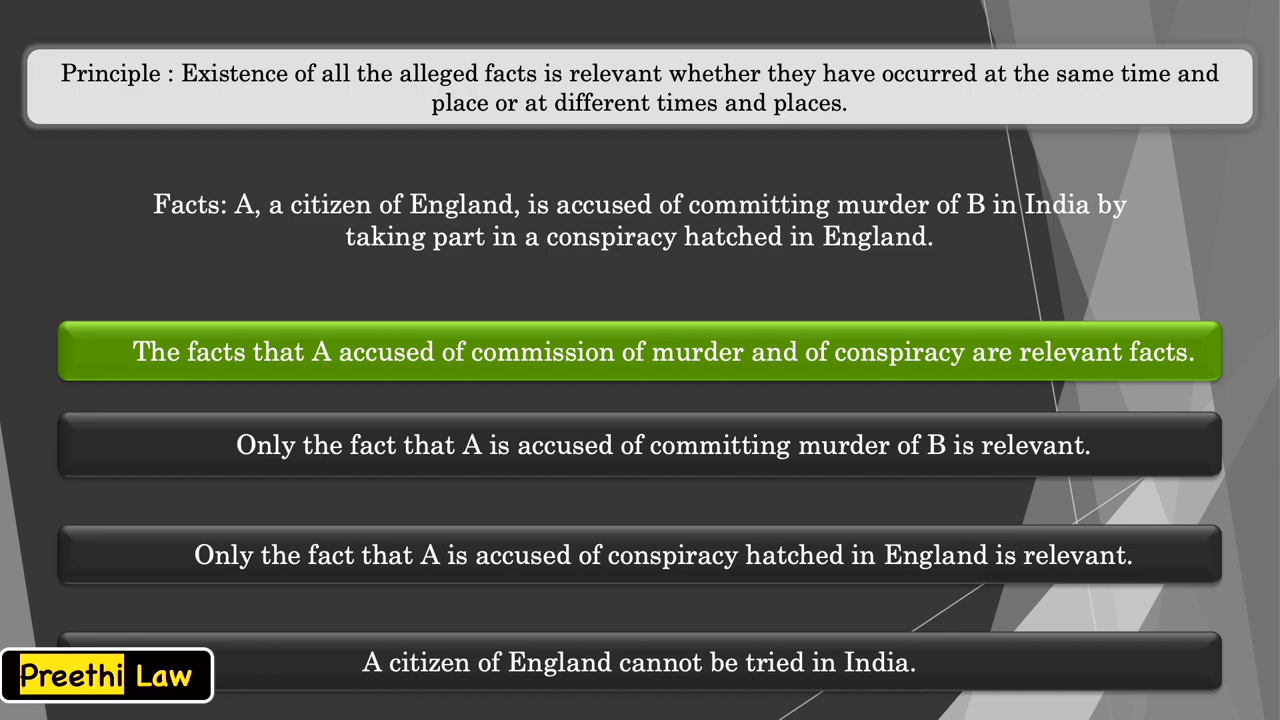 Principle : Existence of all the alleged facts is relevant whether they have occurred at the same time and
place or at different times and places.
Facts: A, a citizen of England, is accused of committing murder of B in India by
taking part in a conspiracy hatched in England.
The facts that A accused of commission of murder and of conspiracy are relevant facts.
Only the fact that A is accused of committing murder of B is relevant.
Only the fact that A is accused of conspiracy hatched in England is relevant.
A citizen of England cannot be tried in India.
Preethi Law